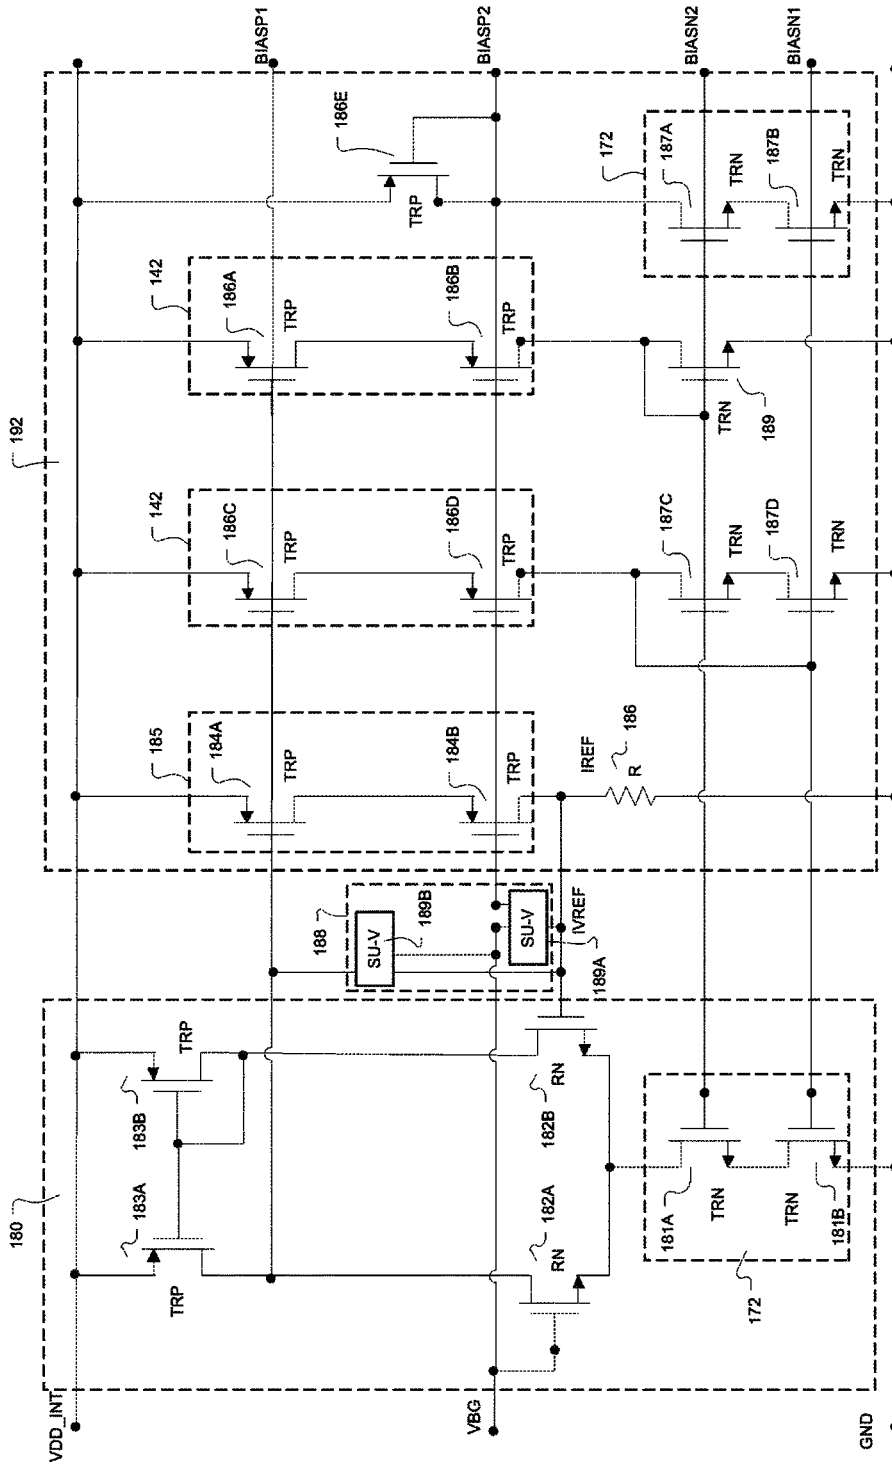 VDD_INT
VBG
GND
180
183A
TRP
183B
TRP
182A
RN
182B
RN
181A
TRN
TRN
181B
172
188
SU-V
189B
SU-V
IVREF
189A
192
185
184A
TRP
184B
TRP
IREF
186
R
142
186C
TRP
186D
TRP
187C
TRN
187D
TRN
142
186A
TRP
186B
TRP
TRN
189
186E
TRP
172
187A
TRN
187B
TRN
BIASP1
BIASP2
BIASN2
BIASN1